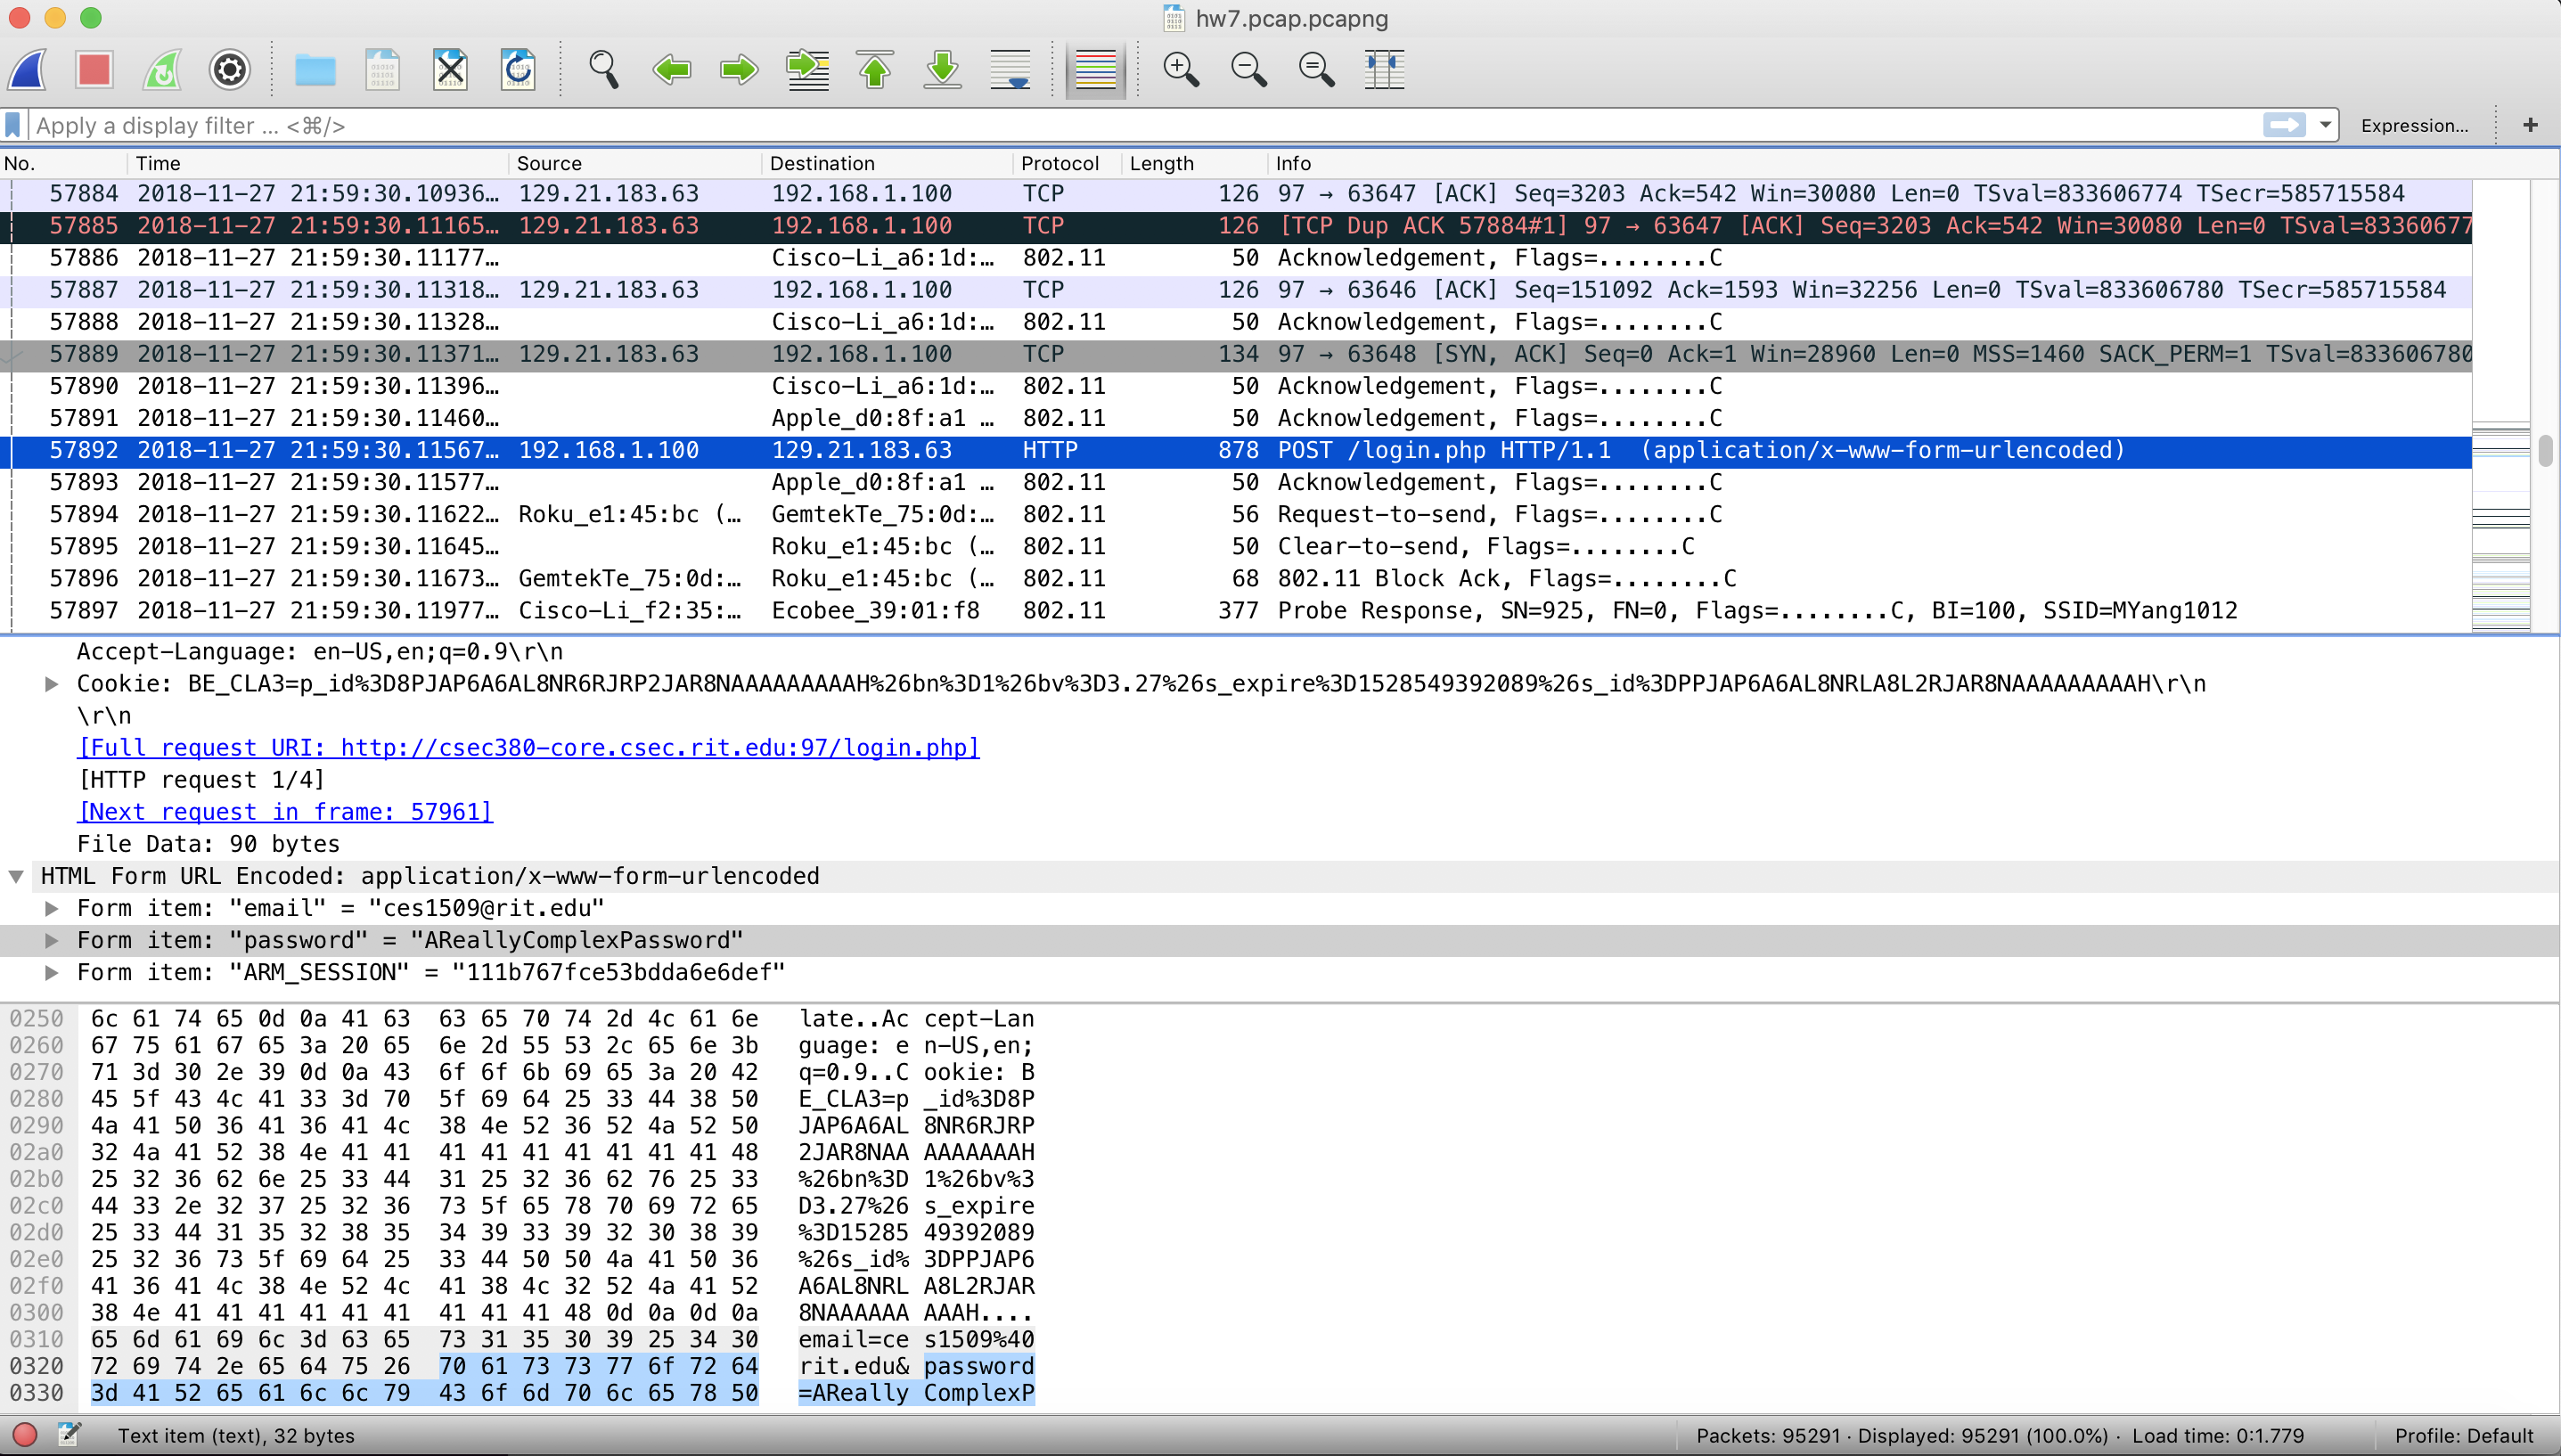 hw7.pcap.pcapng
Apply a display filter ... <⌘/>
Expression...
+
No. Time Source Destination Protocol Length Info
57884 2018-11-27 21:59:30.10936… 129.21.183.63 192.168.1.100 TCP 126 97 → 63647 [ACK] Seq=3203 Ack=542 Win=30080 Len=0 TSval=833606774 TSecr=585715584
57885 2018-11-27 21:59:30.11165… 129.21.183.63 192.168.1.100 TCP 126 [TCP Dup ACK 57884#1] 97 → 63647 [ACK] Seq=3203 Ack=542 Win=30080 Len=0 TSval=83360677
57886 2018-11-27 21:59:30.11177… Cisco-Li_a6:1d:… 802.11 50 Acknowledgement, Flags=........C
57887 2018-11-27 21:59:30.11318… 129.21.183.63 192.168.1.100 TCP 126 97 → 63646 [ACK] Seq=151092 Ack=1593 Win=32256 Len=0 TSval=833606780 TSecr=585715584
57888 2018-11-27 21:59:30.11328… Cisco-Li_a6:1d:… 802.11 50 Acknowledgement, Flags=........C
57889 2018-11-27 21:59:30.11371… 129.21.183.63 192.168.1.100 TCP 134 97 → 63648 [SYN, ACK] Seq=0 Ack=1 Win=28960 Len=0 MSS=1460 SACK_PERM=1 TSval=833606780
57890 2018-11-27 21:59:30.11396… Cisco-Li_a6:1d:… 802.11 50 Acknowledgement, Flags=........C
57891 2018-11-27 21:59:30.11460… Apple_d0:8f:a1 … 802.11 50 Acknowledgement, Flags=........C
57892 2018-11-27 21:59:30.11567… 192.168.1.100 129.21.183.63 HTTP 878 POST /login.php HTTP/1.1  (application/x-www-form-urlencoded)
57893 2018-11-27 21:59:30.11577… Apple_d0:8f:a1 … 802.11 50 Acknowledgement, Flags=........C
57894 2018-11-27 21:59:30.11622… Roku_e1:45:bc (… GemtekTe_75:0d:… 802.11 56 Request-to-send, Flags=........C
57895 2018-11-27 21:59:30.11645… Roku_e1:45:bc (… 802.11 50 Clear-to-send, Flags=........C
57896 2018-11-27 21:59:30.11673… GemtekTe_75:0d:… Roku_e1:45:bc (… 802.11 68 802.11 Block Ack, Flags=........C
57897 2018-11-27 21:59:30.11977… Cisco-Li_f2:35:… Ecobee_39:01:f8 802.11 377 Probe Response, SN=925, FN=0, Flags=........C, BI=100, SSID=MYang1012
Accept-Language: en-US,en;q=0.9\r\n
Cookie: BE_CLA3=p_id%3D8PJAP6A6AL8NR6RJRP2JAR8NAAAAAAAAAH%26bn%3D1%26bv%3D3.27%26s_expire%3D1528549392089%26s_id%3DPPJAP6A6AL8NRLA8L2RJAR8NAAAAAAAAAH\r\n
\r\n
[Full request URI: http://csec380-core.csec.rit.edu:97/login.php]
[HTTP request 1/4]
[Next request in frame: 57961]
File Data: 90 bytes
HTML Form URL Encoded: application/x-www-form-urlencoded
Form item: "email" = "ces1509@rit.edu"
Form item: "password" = "AReallyComplexPassword"
Form item: "ARM_SESSION" = "111b767fce53bdda6e6def"
0250 6c 61 74 65 0d 0a 41 63 63 65 70 74 2d 4c 61 6e late..Ac cept-Lan
0260 67 75 61 67 65 3a 20 65 6e 2d 55 53 2c 65 6e 3b guage: e n-US,en;
0270 71 3d 30 2e 39 0d 0a 43 6f 6f 6b 69 65 3a 20 42 q=0.9..C ookie: B
0280 45 5f 43 4c 41 33 3d 70 5f 69 64 25 33 44 38 50 E_CLA3=p _id%3D8P
0290 4a 41 50 36 41 36 41 4c 38 4e 52 36 52 4a 52 50 JAP6A6AL 8NR6RJRP
02a0 32 4a 41 52 38 4e 41 41 41 41 41 41 41 41 41 48 2JAR8NAA AAAAAAAH
02b0 25 32 36 62 6e 25 33 44 31 25 32 36 62 76 25 33 %26bn%3D 1%26bv%3
02c0 44 33 2e 32 37 25 32 36 73 5f 65 78 70 69 72 65 D3.27%26 s_expire
02d0 25 33 44 31 35 32 38 35 34 39 33 39 32 30 38 39 %3D15285 49392089
02e0 25 32 36 73 5f 69 64 25 33 44 50 50 4a 41 50 36 %26s_id% 3DPPJAP6
02f0 41 36 41 4c 38 4e 52 4c 41 38 4c 32 52 4a 41 52 A6AL8NRL A8L2RJAR
0300 38 4e 41 41 41 41 41 41 41 41 41 48 0d 0a 0d 0a 8NAAAAAA AAAH....
0310 65 6d 61 69 6c 3d 63 65 73 31 35 30 39 25 34 30 email=ce s1509%40
0320 72 69 74 2e 65 64 75 26 70 61 73 73 77 6f 72 64 rit.edu& password
0330 3d 41 52 65 61 6c 6c 79 43 6f 6d 70 6c 65 78 50 =AReally ComplexP
Text item (text), 32 bytes
Packets: 95291 · Displayed: 95291 (100.0%) · Load time: 0:1.779
Profile: Default